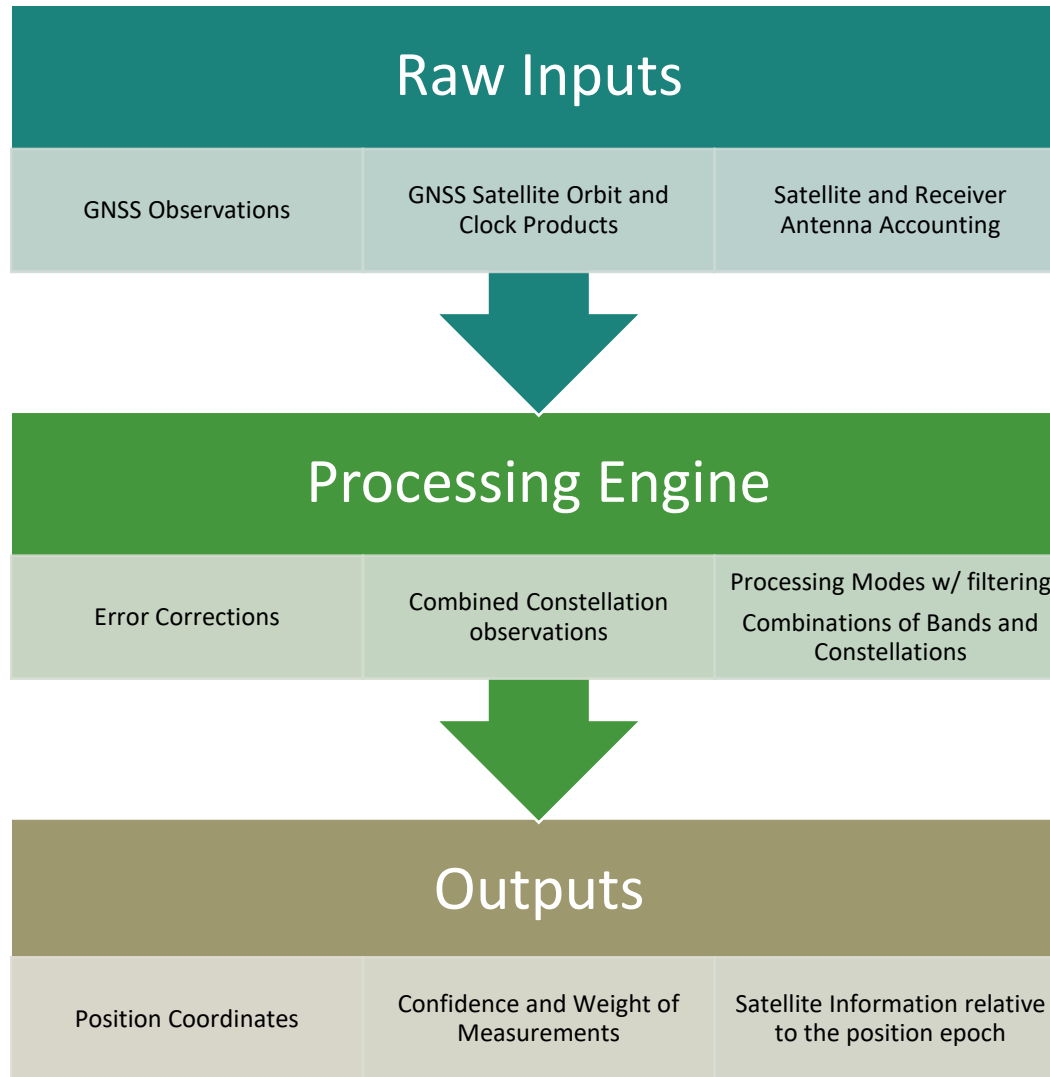 Raw Inputs
GNSS Observations
GNSS Satellite Orbit and
Clock Products
Satellite and Receiver
Antenna Accounting
Processing Engine
Error Corrections
Combined Constellation
observations
Processing Modes w/ filtering
Combinations of Bands and
Constellations
Outputs
Position Coordinates
Confidence and Weight of
Measurements
Satellite Information relative
to the position epoch